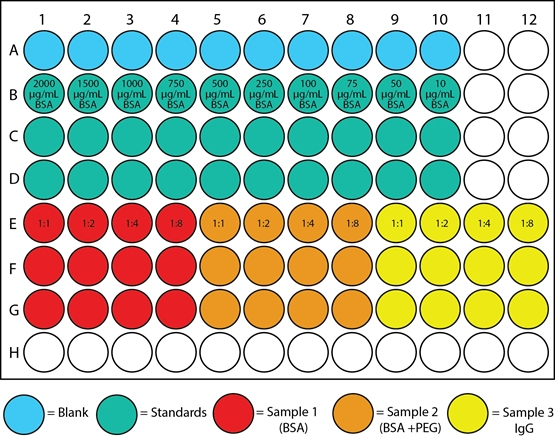 1 2 3 4 5 6 7 8 9 10 11 12
A
B
2000 µg/mL BSA
1500 µg/mL BSA
1000 µg/mL BSA
750 µg/mL BSA
500 µg/mL BSA
250 µg/mL BSA
100 µg/mL BSA
75 µg/mL BSA
50 µg/mL BSA
10 µg/mL BSA
C
D
E 1:1 1:2 1:4 1:8 1:1 1:2 1:4 1:8 1:1 1:2 1:4 1:8
F
G
H
= Blank
= Standards
= Sample 1
(BSA)
= Sample 2
(BSA +PEG)
= Sample 3
IgG